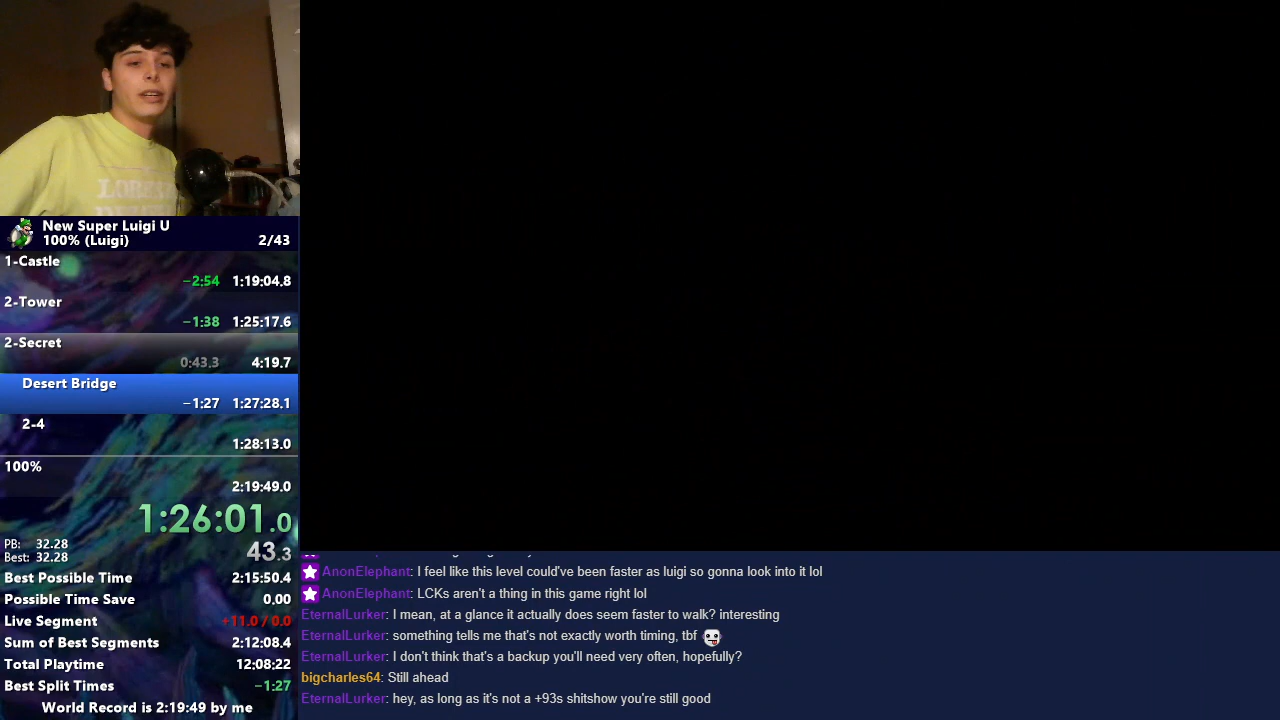 New Super Luigi U
100% (Luigi) 2/43
1-Castle
−2:54 1:19:04.8
2-Tower
−1:38 1:25:17.6
2-Secret
0:43.3 4:19.7
Desert Bridge
−1:27 1:27:28.1
2-4
1:28:13.0
100%
2:19:49.0
1:26:01.0
PB: 32.28
Best: 32.28
43.3
Best Possible Time 2:15:50.4
Possible Time Save 0.00
Live Segment +11.0 / 0.0
Sum of Best Segments 2:12:08.4
Total Playtime 12:08:22
Best Split Times −1:27
World Record is 2:19:49 by me
AnonElephant: I feel like this level could've been faster as luigi so gonna look into it lol
AnonElephant: LCKs aren't a thing in this game right lol
EternalLurker: I mean, at a glance it actually does seem faster to walk? interesting
EternalLurker: something tells me that's not exactly worth timing, tbf
EternalLurker: I don't think that's a backup you'll need very often, hopefully?
bigcharles64: Still ahead
EternalLurker: hey, as long as it's not a +93s shitshow you're still good